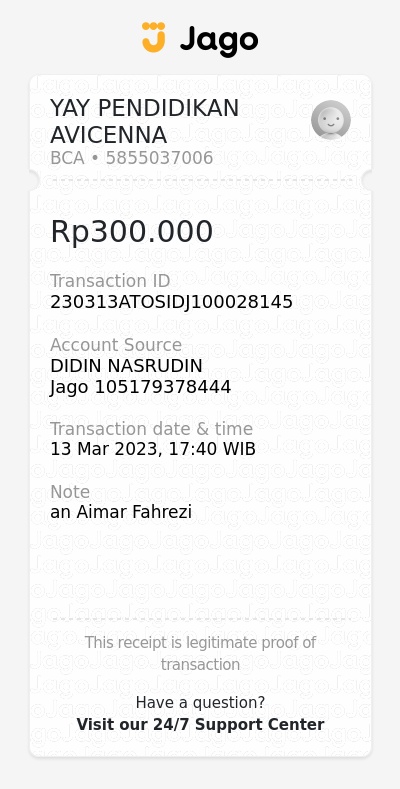 Jago
YAY PENDIDIKAN
AVICENNA
BCA • 5855037006
Rp300.000
Transaction ID
230313ATOSIDJ100028145
Account Source
DIDIN NASRUDIN
Jago 105179378444
Transaction date & time
13 Mar 2023, 17:40 WIB
Note
an Aimar Fahrezi
This receipt is legitimate proof of
transaction
Have a question?
Visit our 24/7 Support Center